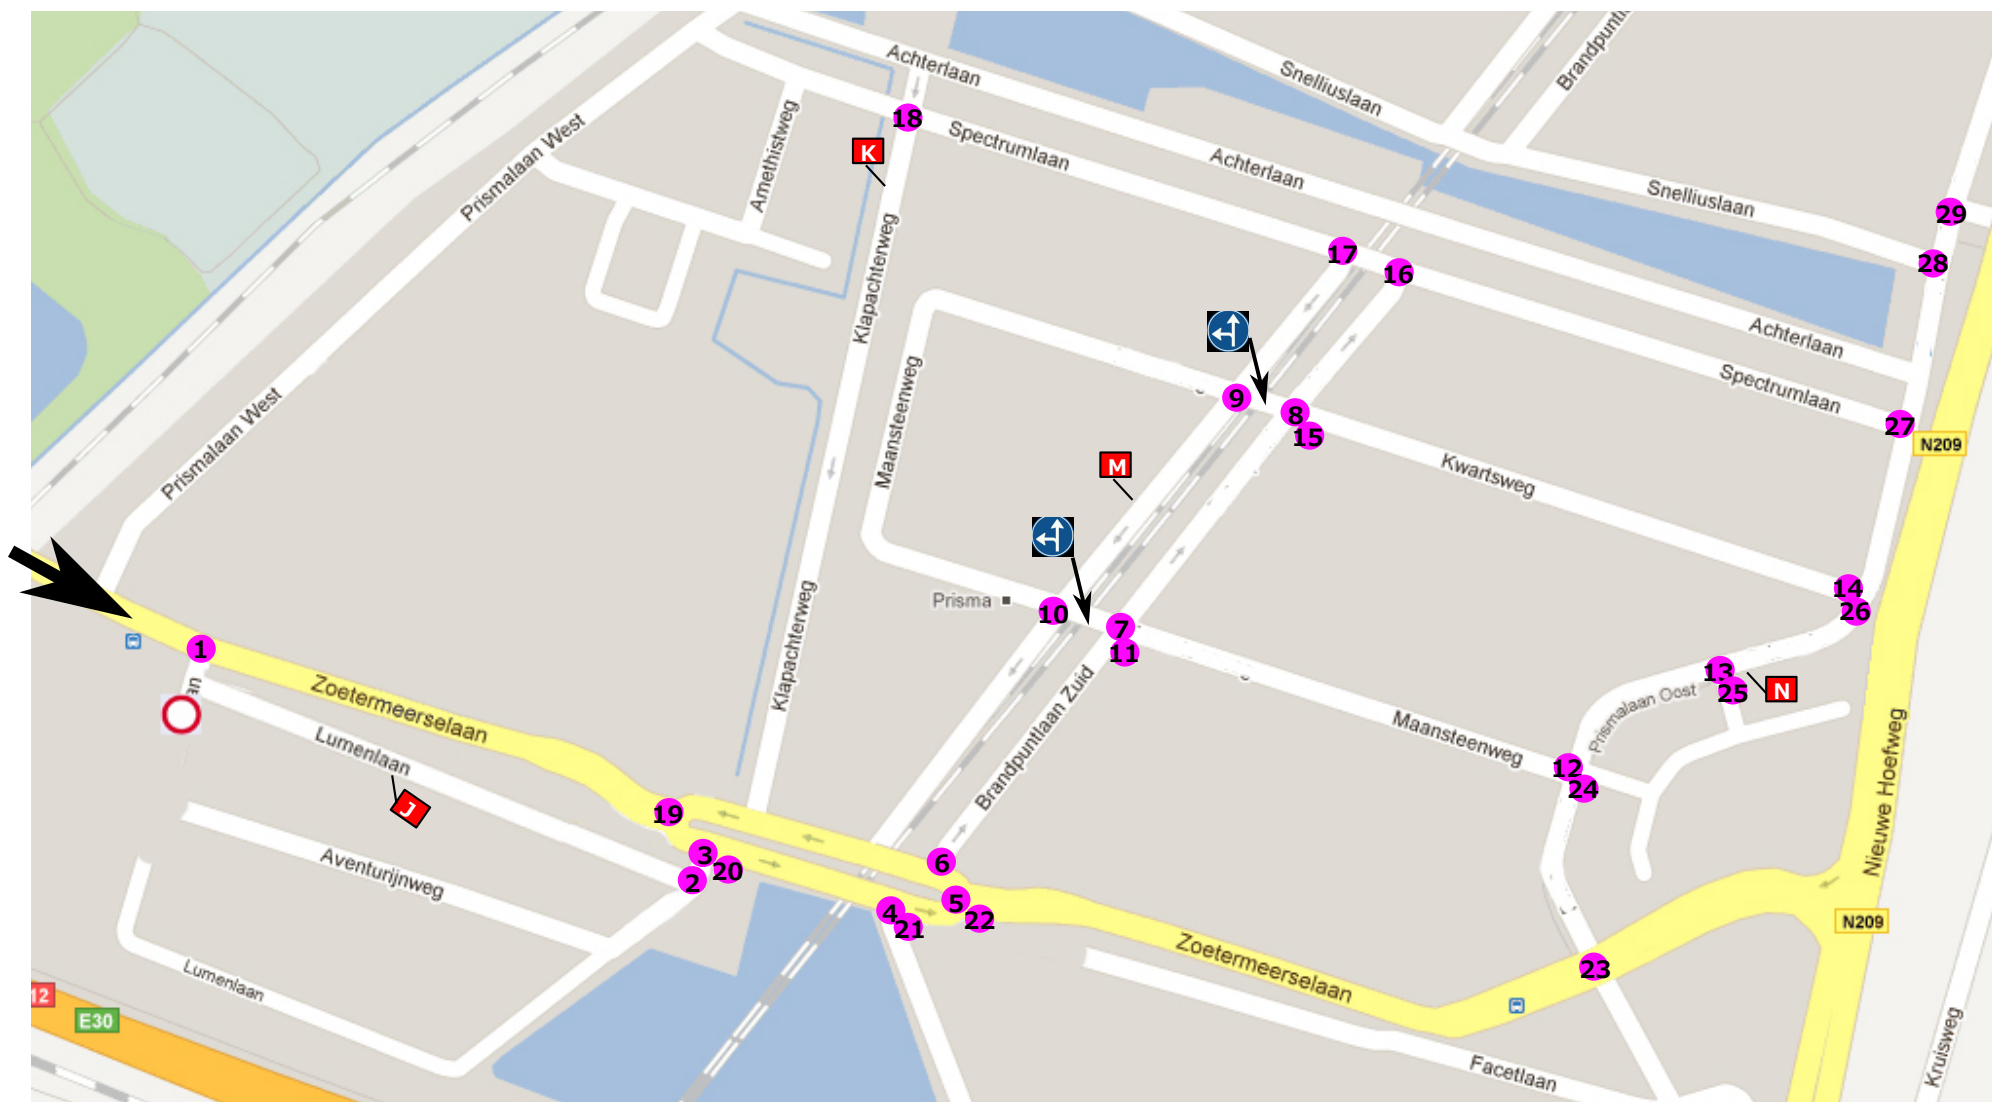 Achterlaan
Snelliuslaan
Brandpunt
18
Spectrumlaan
K
Amethistweg
Prismalaan West
Achterlaan
Snelliuslaan
29
17
28
16
Klapachterweg
Achterlaan
Maansteenweg
9
8
15
Spectrumlaan
27
N209
Prismalaan West
M
Kwartsweg
14
26
Prisma
10
7
11
1
an
Klapachterweg
Zoetermeerselaan
Brandpuntlaan Zuid
13
25
N
Prismalaan Oost
Lumenlaan
Maansteenweg
12
24
J
19
Nieuwe Hoefweg
3
20
2
6
Aventurijnweg
5
4
22
21
N209
Zoetermeerselaan
23
Lumenlaan
12
E30
Facetlaan
Kruisweg